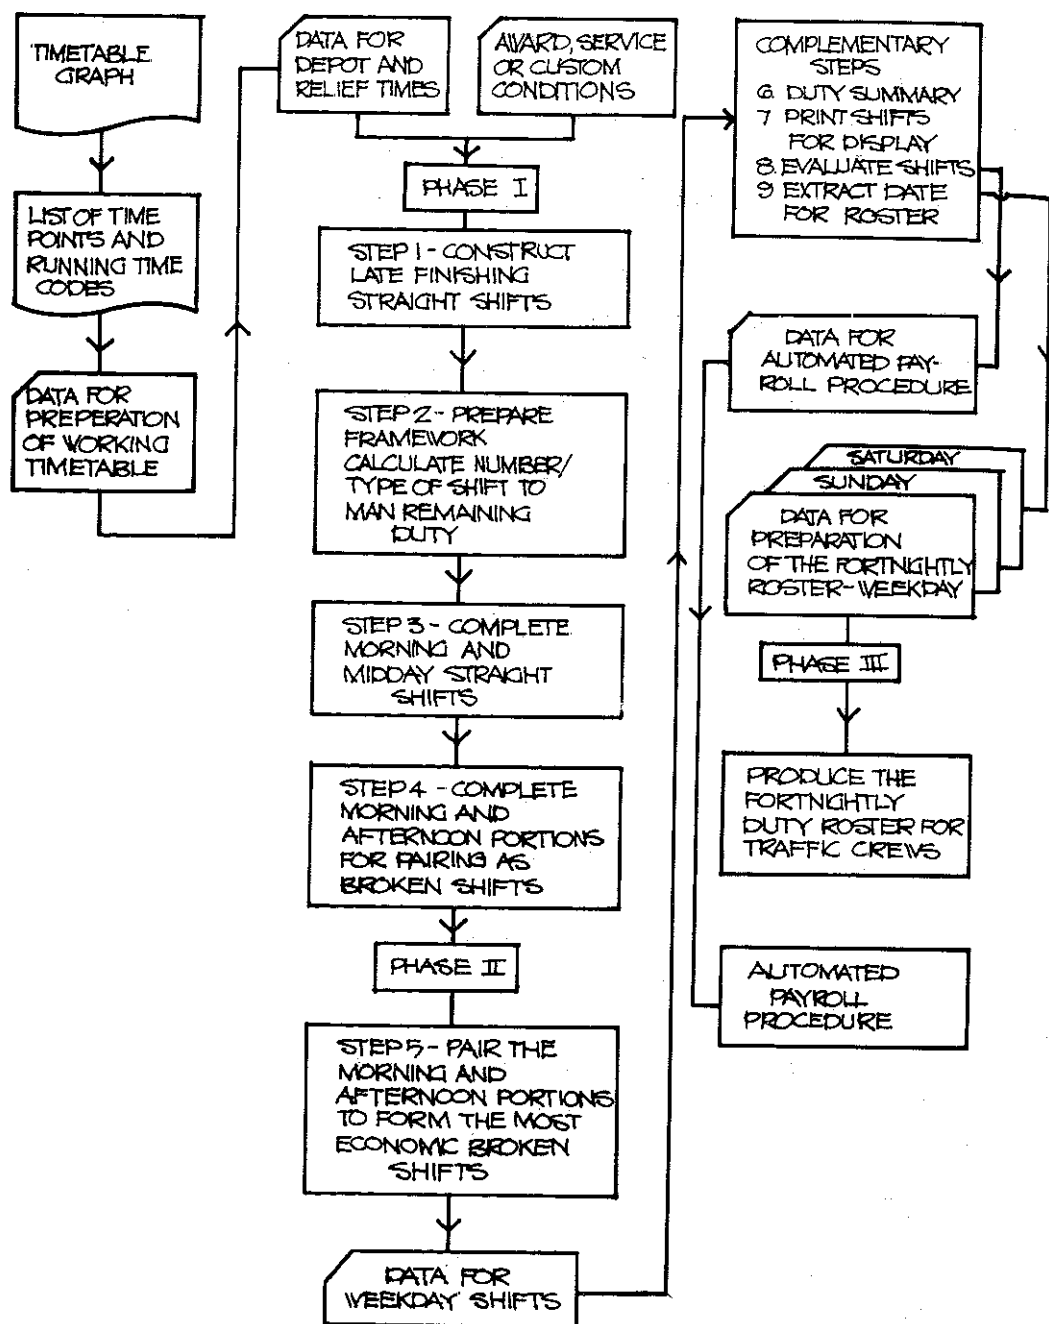 TIMETABLE
GRAPH
LIST OF TIME
POINTS AND
RUNNING TIME
CODES
DATA FOR
PREPERATION
OF WORKING
TIMETABLE
DATA FOR
DEPOT AND
RELIEF TIMES
AWARD, SERVICE
OR CUSTOM
CONDITIONS
PHASE I
STEP 1 - CONSTRUCT
LATE FINISHING
STRAIGHT SHIFTS
STEP 2 - PREPARE
FRAMEWORK
CALCULATE NUMBER/
TYPE OF SHIFT TO
MAN REMAINING
DUTY
STEP 3 - COMPLETE
MORNING AND
MIDDAY STRAIGHT
SHIFTS
STEP 4 - COMPLETE
MORNING AND
AFTERNOON PORTIONS
FOR PAIRING AS
BROKEN SHIFTS
PHASE II
STEP 5 - PAIR THE
MORNING AND
AFTERNOON PORTIONS
TO FORM THE MOST
ECONOMIC BROKEN
SHIFTS
DATA FOR
WEEKDAY SHIFTS
COMPLEMENTARY
STEPS
6 DUTY SUMMARY
7 PRINT SHIFTS
FOR DISPLAY
8. EVALUATE SHIFTS
9 EXTRACT DATE
FOR ROSTER
DATA FOR
AUTOMATED PAY-
ROLL PROCEDURE
SATURDAY
SUNDAY
DATA FOR
PREPARATION
OF THE FORTNIGHTLY
ROSTER - WEEKDAY
PHASE III
PRODUCE THE
FORTNIGHTLY
DUTY ROSTER FOR
TRAFFIC CREWS
AUTOMATED
PAYROLL
PROCEDURE